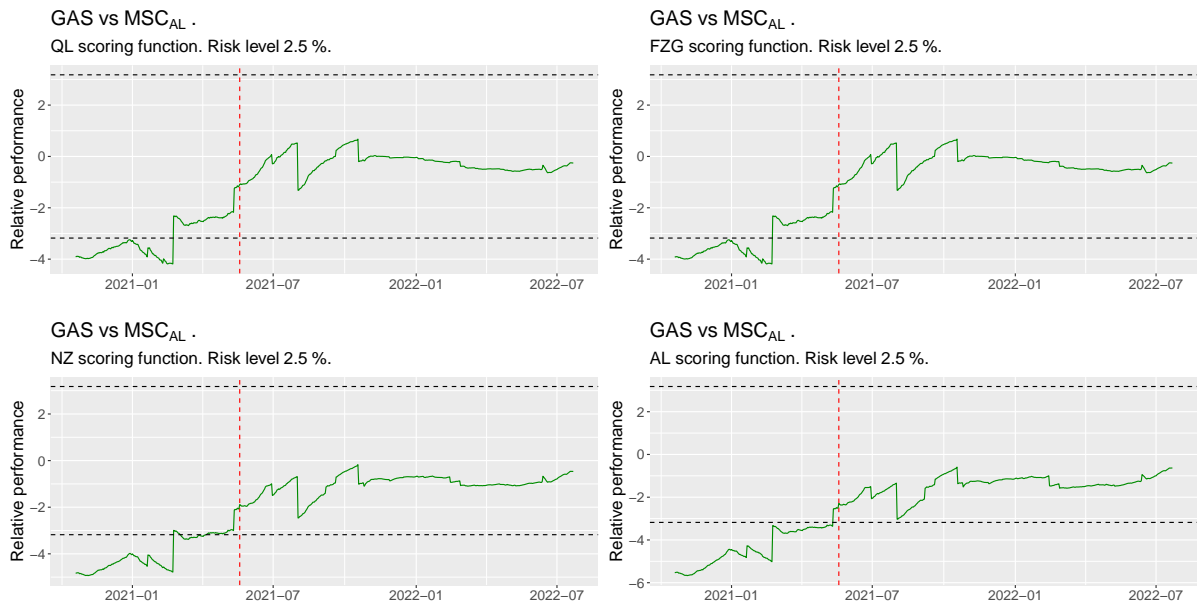 GAS vs MSC_AL .
QL scoring function. Risk level 2.5 %.
Relative performance
2
0
−2
−4
2021−01 2021−07 2022−01 2022−07
GAS vs MSC_AL .
FZG scoring function. Risk level 2.5 %.
Relative performance
2
0
−2
−4
2021−01 2021−07 2022−01 2022−07
GAS vs MSC_AL .
NZ scoring function. Risk level 2.5 %.
Relative performance
2
0
−2
−4
2021−01 2021−07 2022−01 2022−07
GAS vs MSC_AL .
AL scoring function. Risk level 2.5 %.
Relative performance
2
0
−2
−4
−6
2021−01 2021−07 2022−01 2022−07